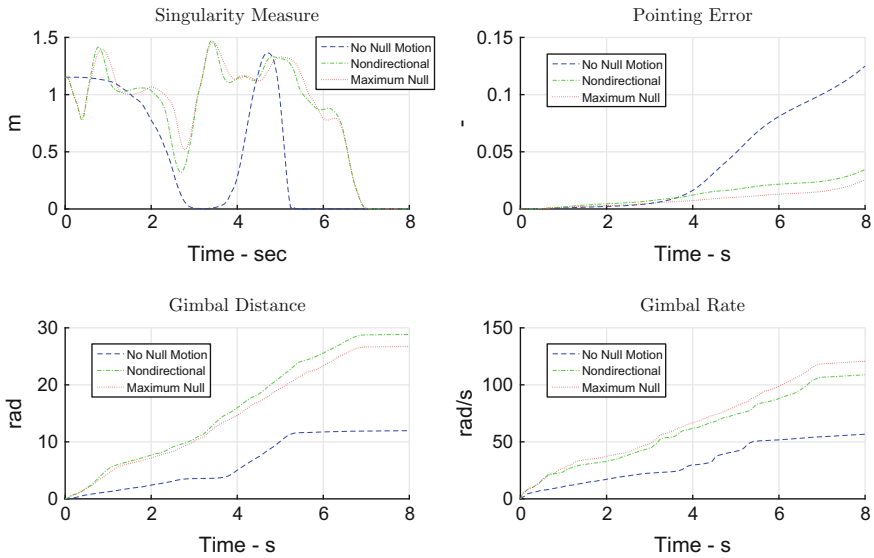 Singularity Measure
1.5
1
0.5
0
m
0 2 4 6 8
Time - sec
No Null Motion
Nondirectional
Maximum Null
Pointing Error
0.15
0.1
0.05
0
-
0 2 4 6 8
Time - s
No Null Motion
Nondirectional
Maximum Null
Gimbal Distance
30
20
10
0
rad
0 2 4 6 8
Time - s
No Null Motion
Nondirectional
Maximum Null
Gimbal Rate
150
100
50
0
rad/s
0 2 4 6 8
Time - s
No Null Motion
Nondirectional
Maximum Null